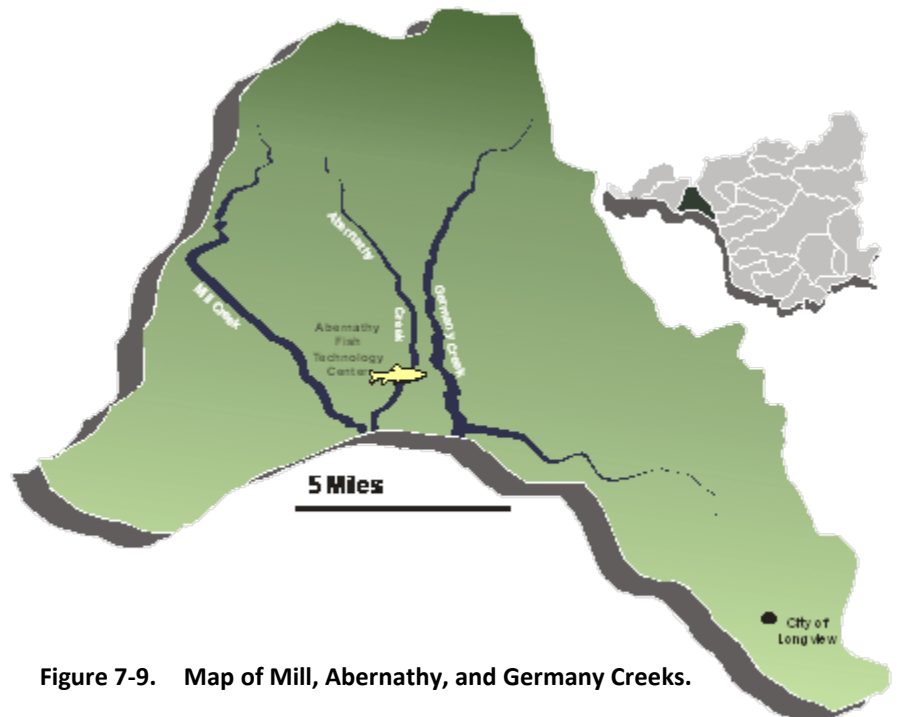 Abernathy
Creek
Germany Creek
Mill Creek
Abernathy
Fish
Technology
Center
5 Miles
City of
Longview
Figure 7-9. Map of Mill, Abernathy, and Germany Creeks.